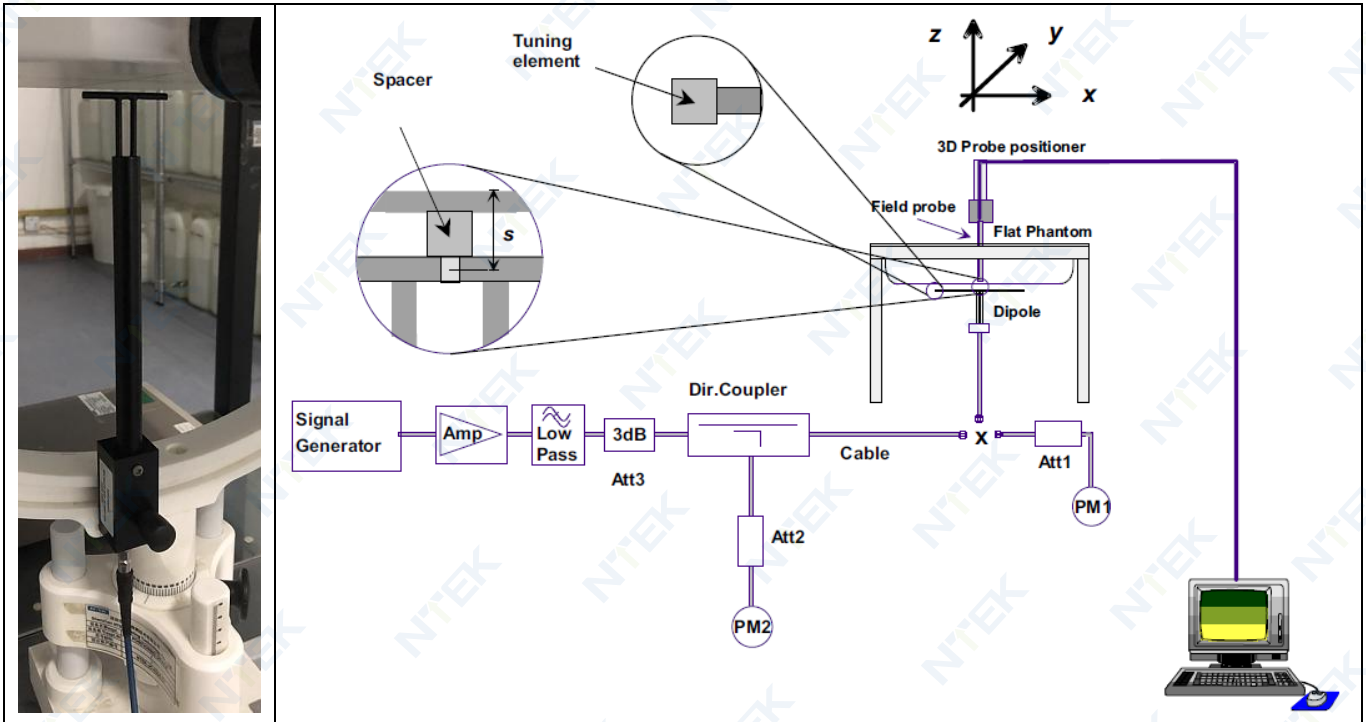 Tuning
element
Spacer
s
z
y
x
3D Probe positioner
Field probe
Flat Phantom
Dipole
Dir.Coupler
Signal
Generator
Amp
Low
Pass
3dB
Att3
Cable
x
Att1
PM1
Att2
PM2
NTEK